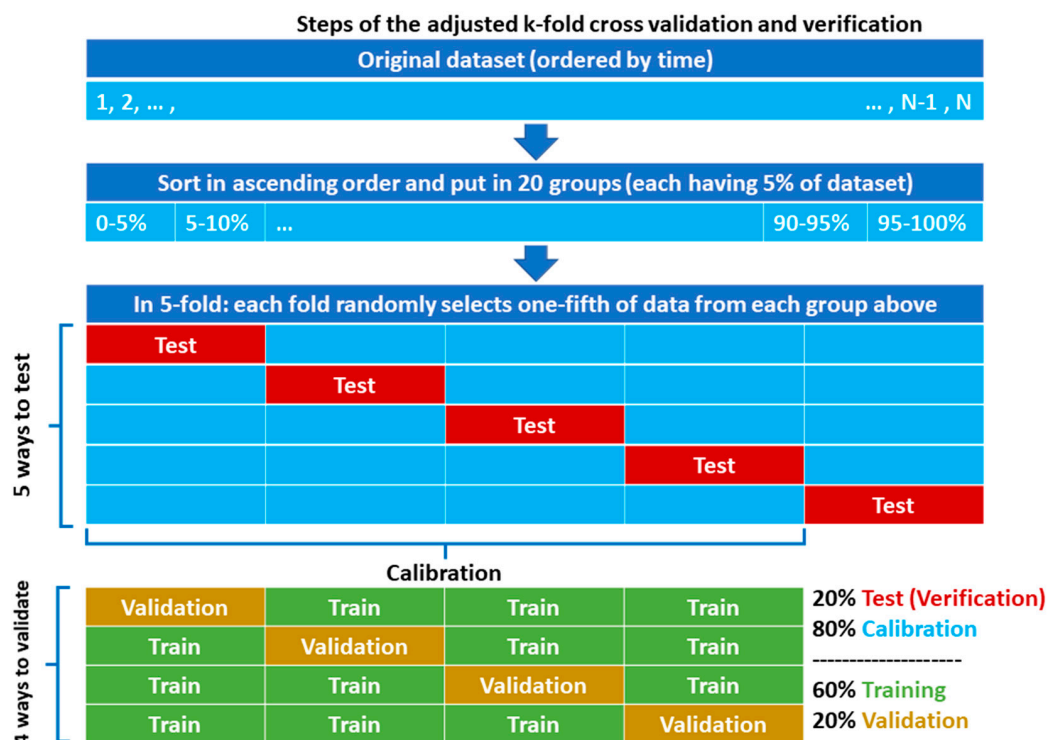 Steps of the adjusted k-fold cross validation and verification
Original dataset (ordered by time)
1, 2, ... , ... , N-1 , N
Sort in ascending order and put in 20 groups (each having 5% of dataset)
0-5% 5-10% ... 90-95% 95-100%
In 5-fold: each fold randomly selects one-fifth of data from each group above
5 ways to test
Test
Test
Test
Test
Test
Calibration
4 ways to validate
Validation Train Train Train
Train Validation Train Train
Train Train Validation Train
Train Train Train Validation
20% Test (Verification)
80% Calibration
--------------------
60% Training
20% Validation